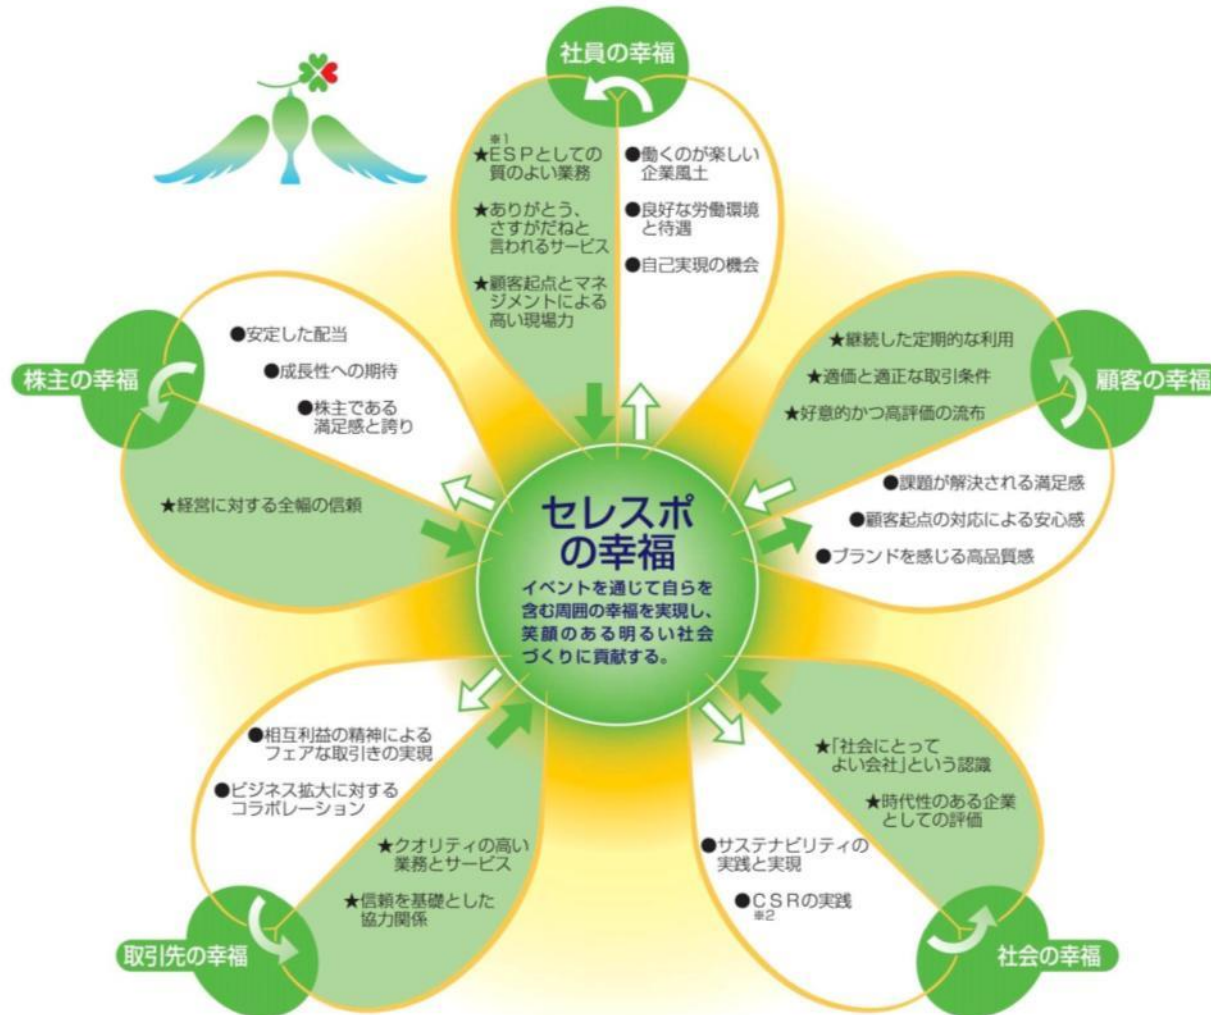 社員の幸福
※1
★ESPとしての
質のよい業務
★ありがとう、
さすがだねと
言われるサービス
★顧客起点とマネ
ジメントによる
高い現場力
●働くのが楽しい
企業風土
●良好な労働環境
と待遇
●自己実現の機会
顧客の幸福
★継続した定期的な利用
★適価と適正な取引条件
★好意的かつ高評価の流布
●課題が解決される満足感
●顧客起点の対応による安心感
●ブランドを感じる高品質感
株主の幸福
●安定した配当
●成長性への期待
●株主である
満足感と誇り
★経営に対する全幅の信頼
セレスポ
の幸福
イベントを通じて自らを
含む周囲の幸福を実現し、
笑顔のある明るい社会
づくりに貢献する。
●相互利益の精神による
フェアな取引きの実現
●ビジネス拡大に対する
コラボレーション
★クオリティの高い
業務とサービス
★信頼を基礎とした
協力関係
取引先の幸福
★「社会にとって
よい会社」という認識
★時代性のある企業
としての評価
●サステナビリティの
実践と実現
●CSRの実践
※2
社会の幸福